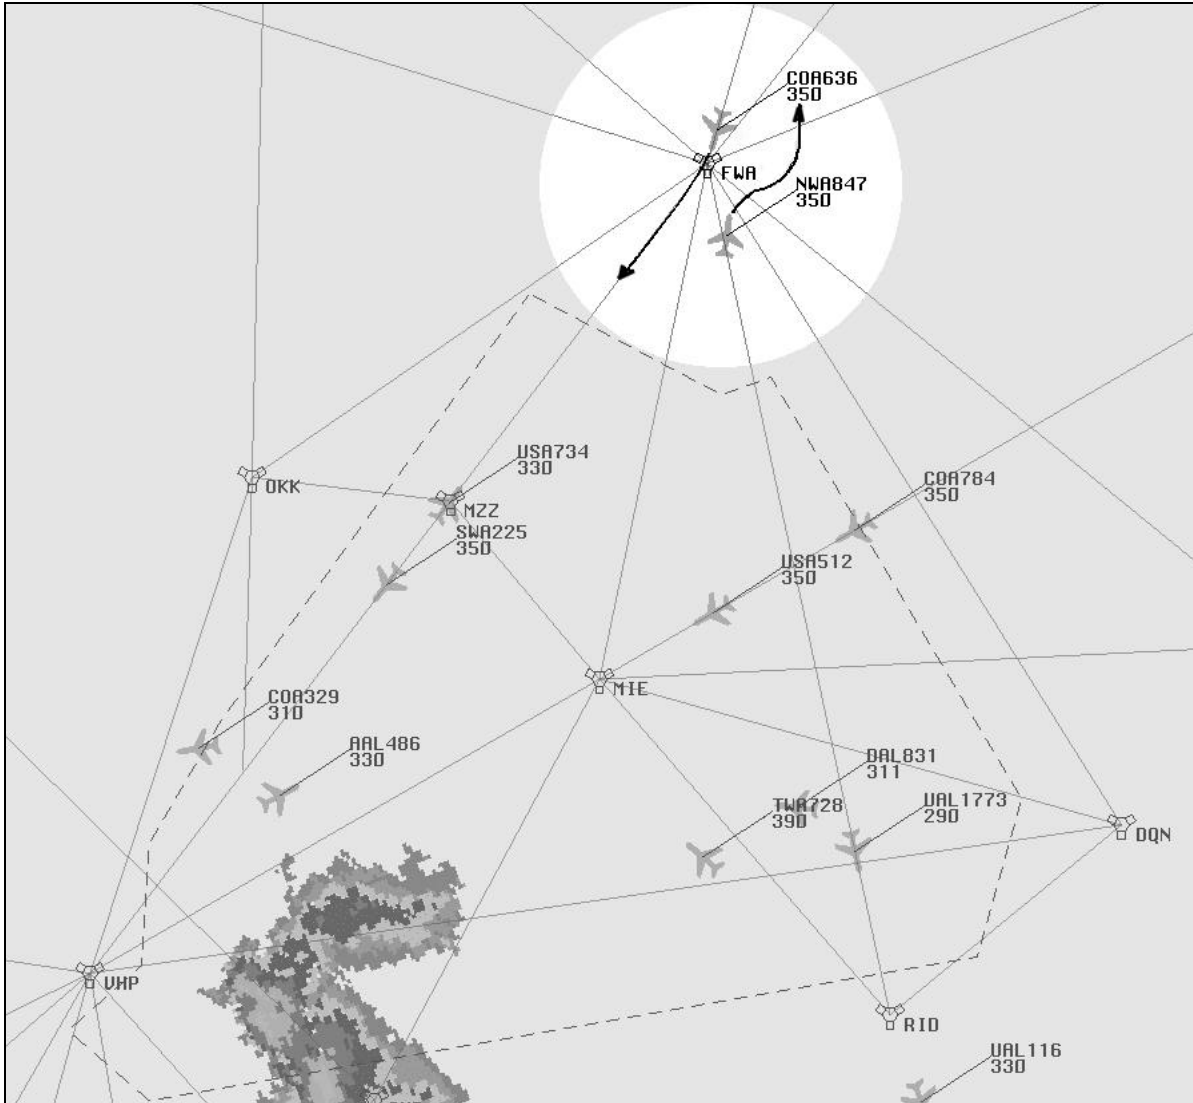 COA636
350
FWA
NWA847
350
USA734
330
OKK
MZZ
COA784
350
SWA225
350
USA512
350
MIE
COA329
310
AAL486
330
DAL831
311
TWA728
390
UAL1773
290
DQN
VHP
RID
UAL116
330